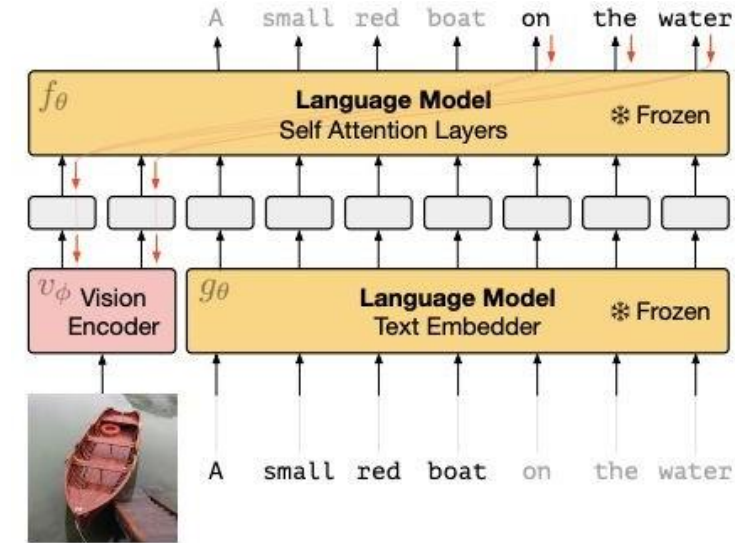 A small red boat on the water
fθ
Language Model
Self Attention Layers
❄ Frozen
vϕ Vision
Encoder
gθ
Language Model
Text Embedder
❄ Frozen
A small red boat on the water